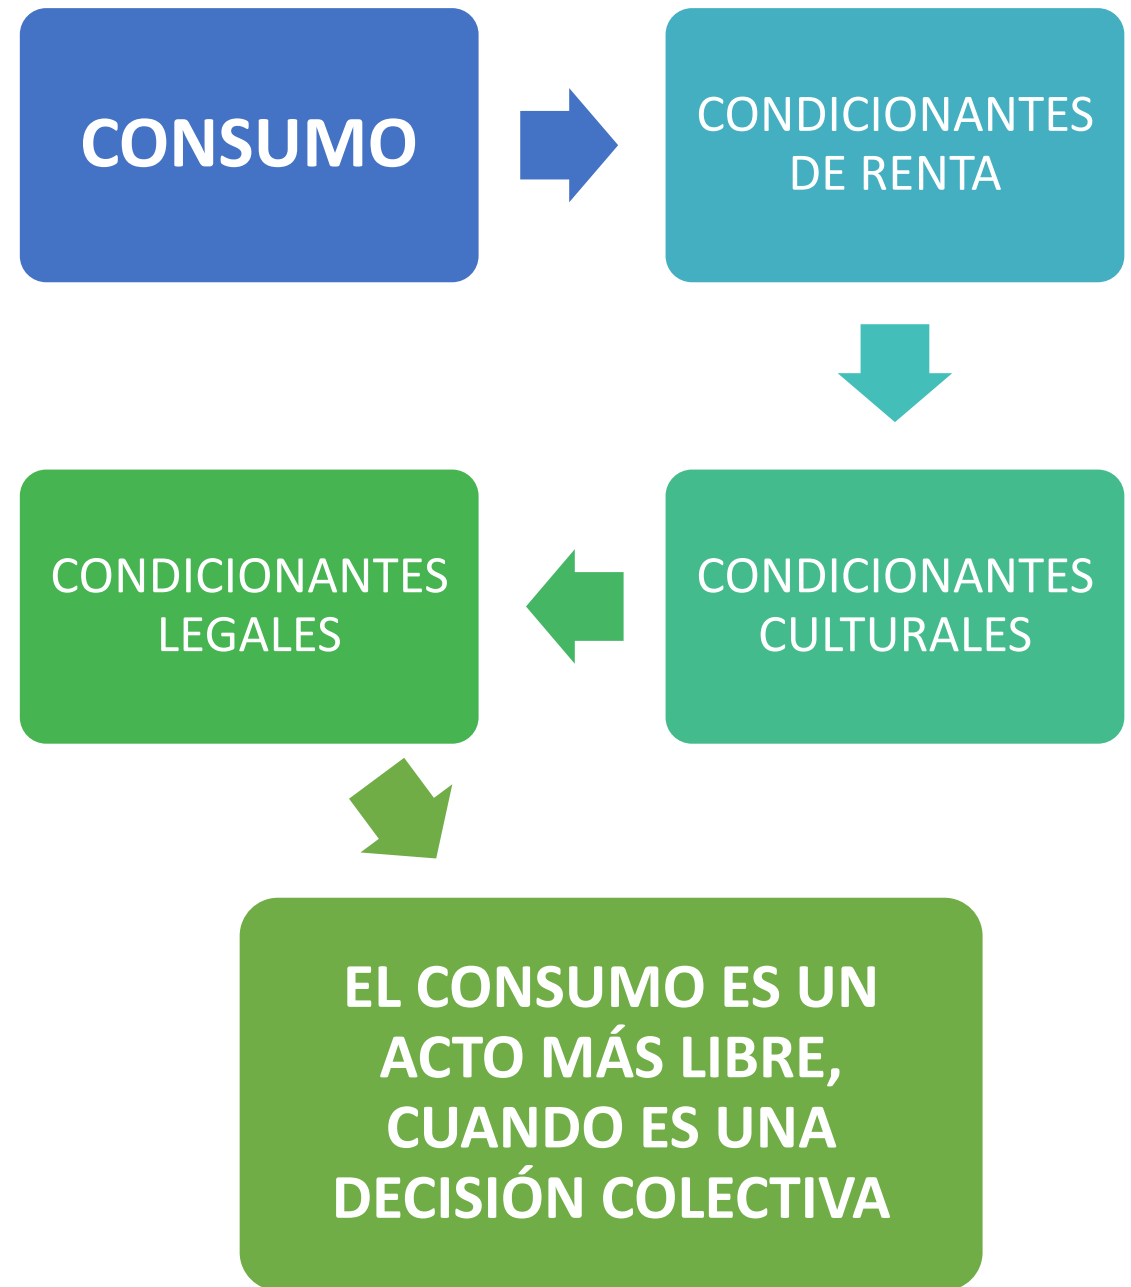 CONSUMO
CONDICIONANTES
DE RENTA
CONDICIONANTES
CULTURALES
CONDICIONANTES
LEGALES
EL CONSUMO ES UN
ACTO MÁS LIBRE,
CUANDO ES UNA
DECISIÓN COLECTIVA